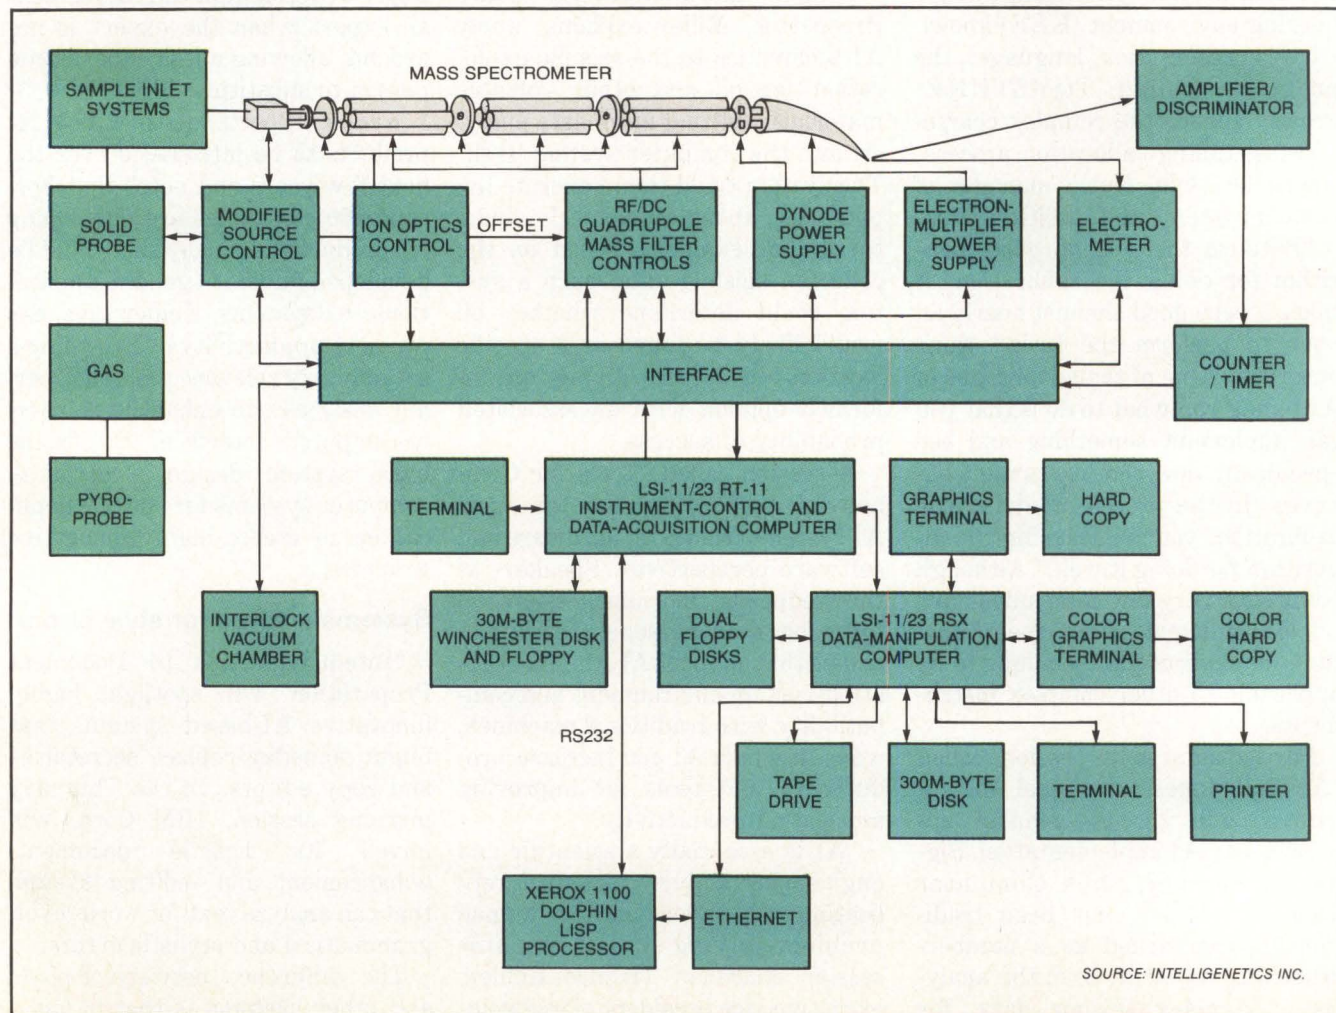 SAMPLE INLET
SYSTEMS
MASS SPECTROMETER
AMPLIFIER/
DISCRIMINATOR
SOLID
PROBE
MODIFIED
SOURCE
CONTROL
ION OPTICS
CONTROL
OFFSET
RF/DC
QUADRUPOLE
MASS FILTER
CONTROLS
DYNODE
POWER
SUPPLY
ELECTRON-
MULTIPLIER
POWER
SUPPLY
ELECTRO-
METER
GAS
INTERFACE
COUNTER
/ TIMER
PYRO-
PROBE
TERMINAL
LSI-11/23 RT-11
INSTRUMENT-CONTROL AND
DATA-ACQUISITION COMPUTER
GRAPHICS
TERMINAL
HARD
COPY
INTERLOCK
VACUUM
CHAMBER
30M-BYTE
WINCHESTER DISK
AND FLOPPY
DUAL
FLOPPY
DISKS
LSI-11/23 RSX
DATA-MANIPULATION
COMPUTER
COLOR
GRAPHICS
TERMINAL
COLOR
HARD
COPY
RS232
TAPE
DRIVE
300M-BYTE
DISK
TERMINAL
PRINTER
XEROX 1100
DOLPHIN
LISP
PROCESSOR
ETHERNET
SOURCE: INTELLIGENETICS INC.